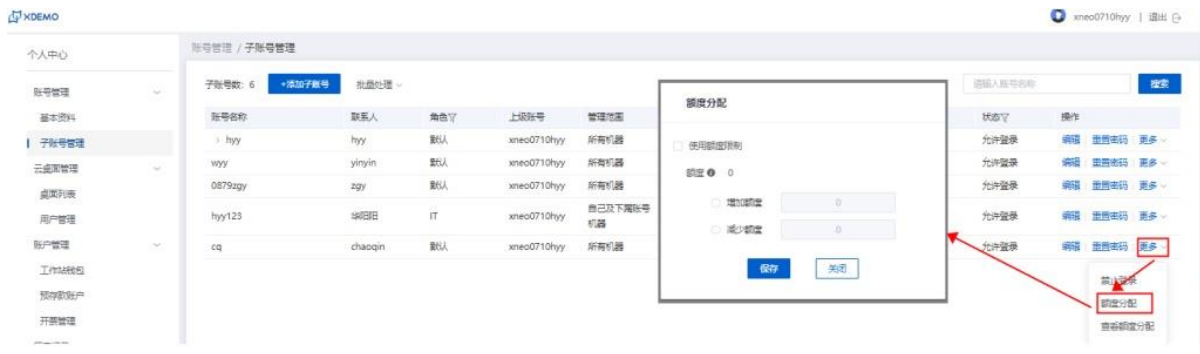 XDEMO
xneo0710hyy | 退出
个人中心
账号管理
基本资料
子账号管理
云桌面管理
桌面列表
用户管理
账户管理
工作站钱包
预存款账户
开票管理
账号管理 / 子账号管理
子账号数: 6 +添加子账号 批量处理
请输入账号名称 搜索
账号名称 联系人 角色 上级账号 管理范围 状态 操作
hyy hyy 默认 xneo0710hyy 所有机器 允许登录 编辑 重置密码 更多
wyy yinyin 默认 xneo0710hyy 所有机器 允许登录 编辑 重置密码 更多
0879zgy zgy 默认 xneo0710hyy 所有机器 允许登录 编辑 重置密码 更多
hyy123 IT xneo0710hyy 自己及下属账号机器 允许登录 编辑 重置密码 更多
cq chaoqin 默认 xneo0710hyy 所有机器 允许登录 编辑 重置密码 更多
禁止登录
额度分配
查看额度分配
额度分配
使用额度限制
额度 0
增加额度 0
减少额度 0
保存 关闭